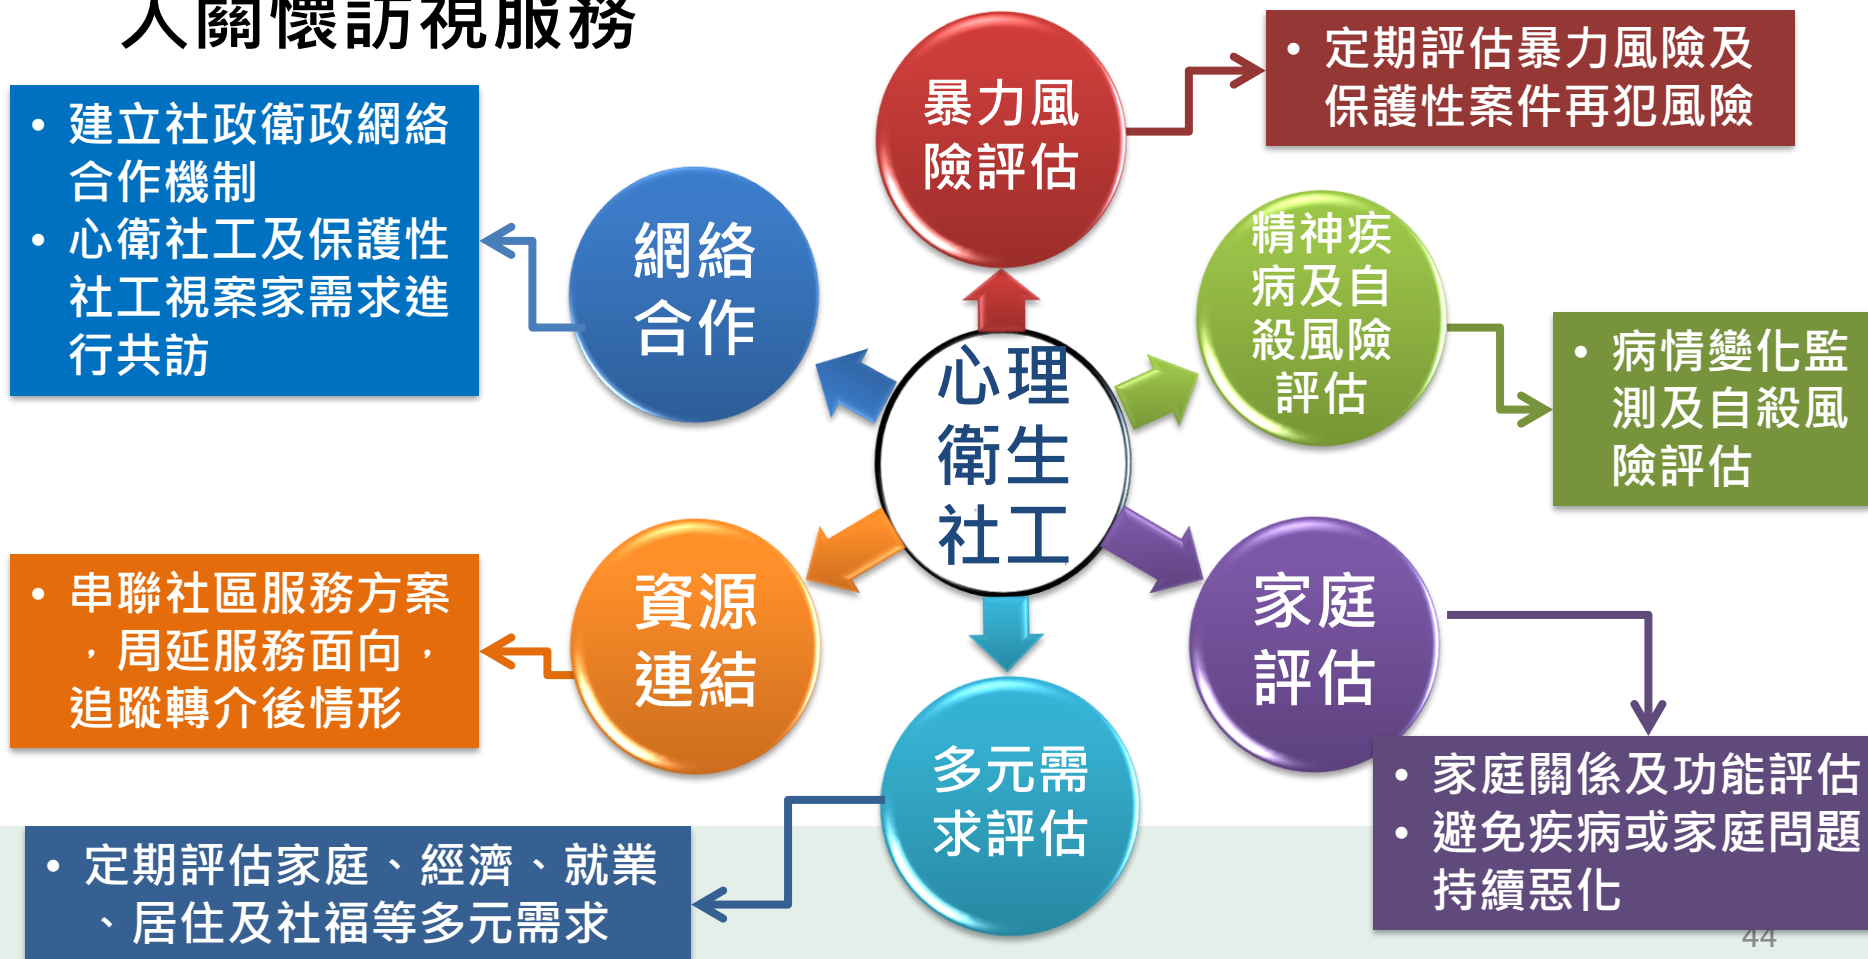 人關懷訪視服務
暴力風
險評估
• 定期評估暴力風險及
保護性案件再犯風險
• 建立社政衛政網絡
合作機制
• 心衛社工及保護性
社工視案家需求進
行共訪
網絡
合作
精神疾
病及自
殺風險
評估
• 病情變化監
測及自殺風
險評估
心理
衛生
社工
• 串聯社區服務方案
，周延服務面向，
追蹤轉介後情形
資源
連結
家庭
評估
• 家庭關係及功能評估
• 避免疾病或家庭問題
持續惡化
多元需
求評估
• 定期評估家庭、經濟、就業
、居住及社福等多元需求
44